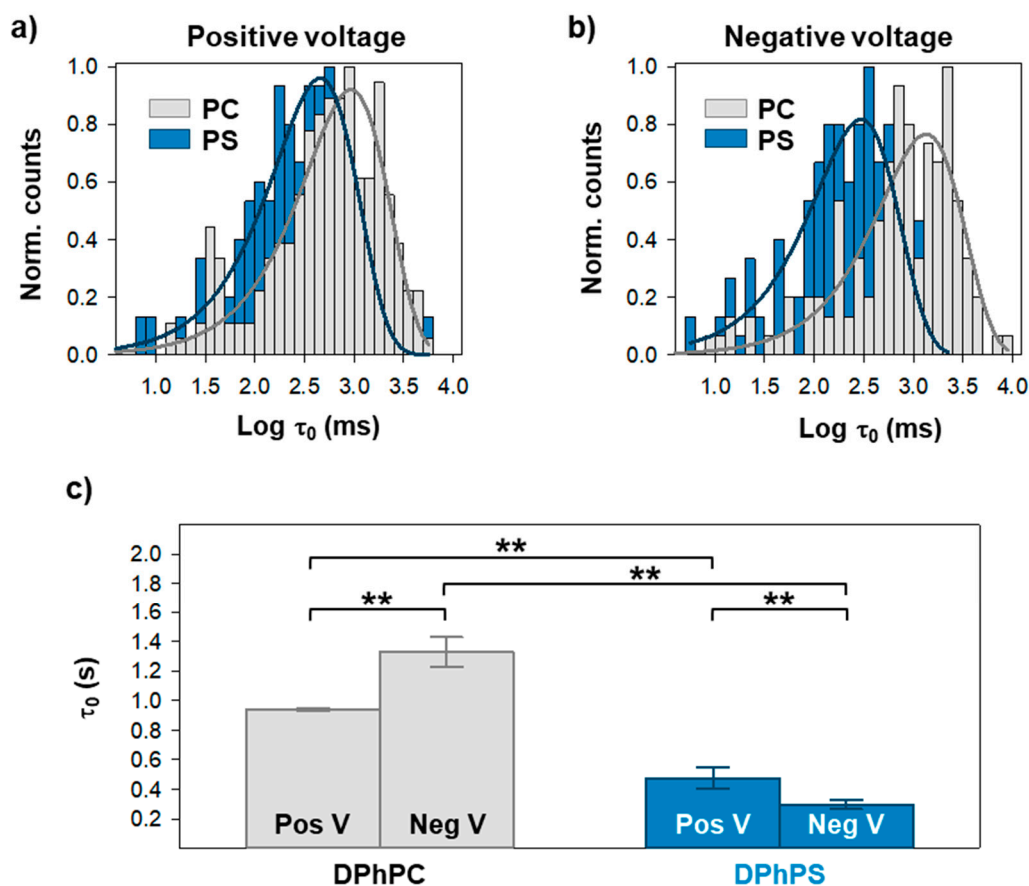 a)
Positive voltage
1.0
0.8
0.6
0.4
0.2
0.0
Norm. counts
PC
PS
1.0 1.5 2.0 2.5 3.0 3.5 4.0
Log τ0 (ms)
b)
Negative voltage
1.0
0.8
0.6
0.4
0.2
0.0
Norm. counts
PC
PS
1.0 1.5 2.0 2.5 3.0 3.5 4.0
Log τ0 (ms)
c)
2.0
1.8
1.6
1.4
1.2
1.0
0.8
0.6
0.4
0.2
τ0 (s)
**
**
**
**
Pos V
Neg V
Pos V
Neg V
DPhPC
DPhPS